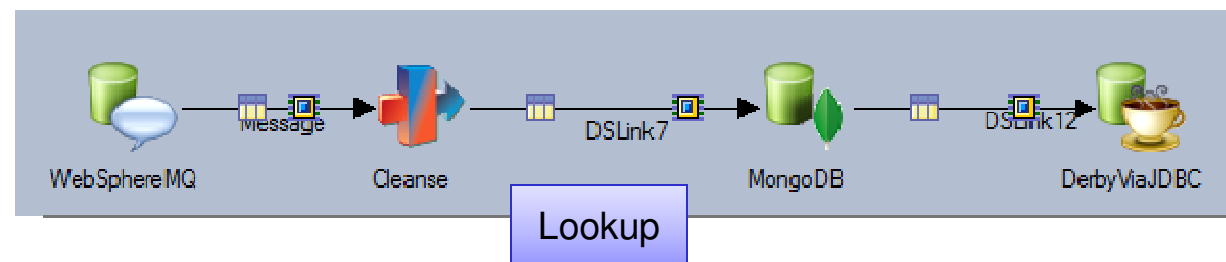 Message
DSLink7
DSLink12
WebSphereMQ
Cleanse
MongoDB
DerbyViaJDBC
Lookup